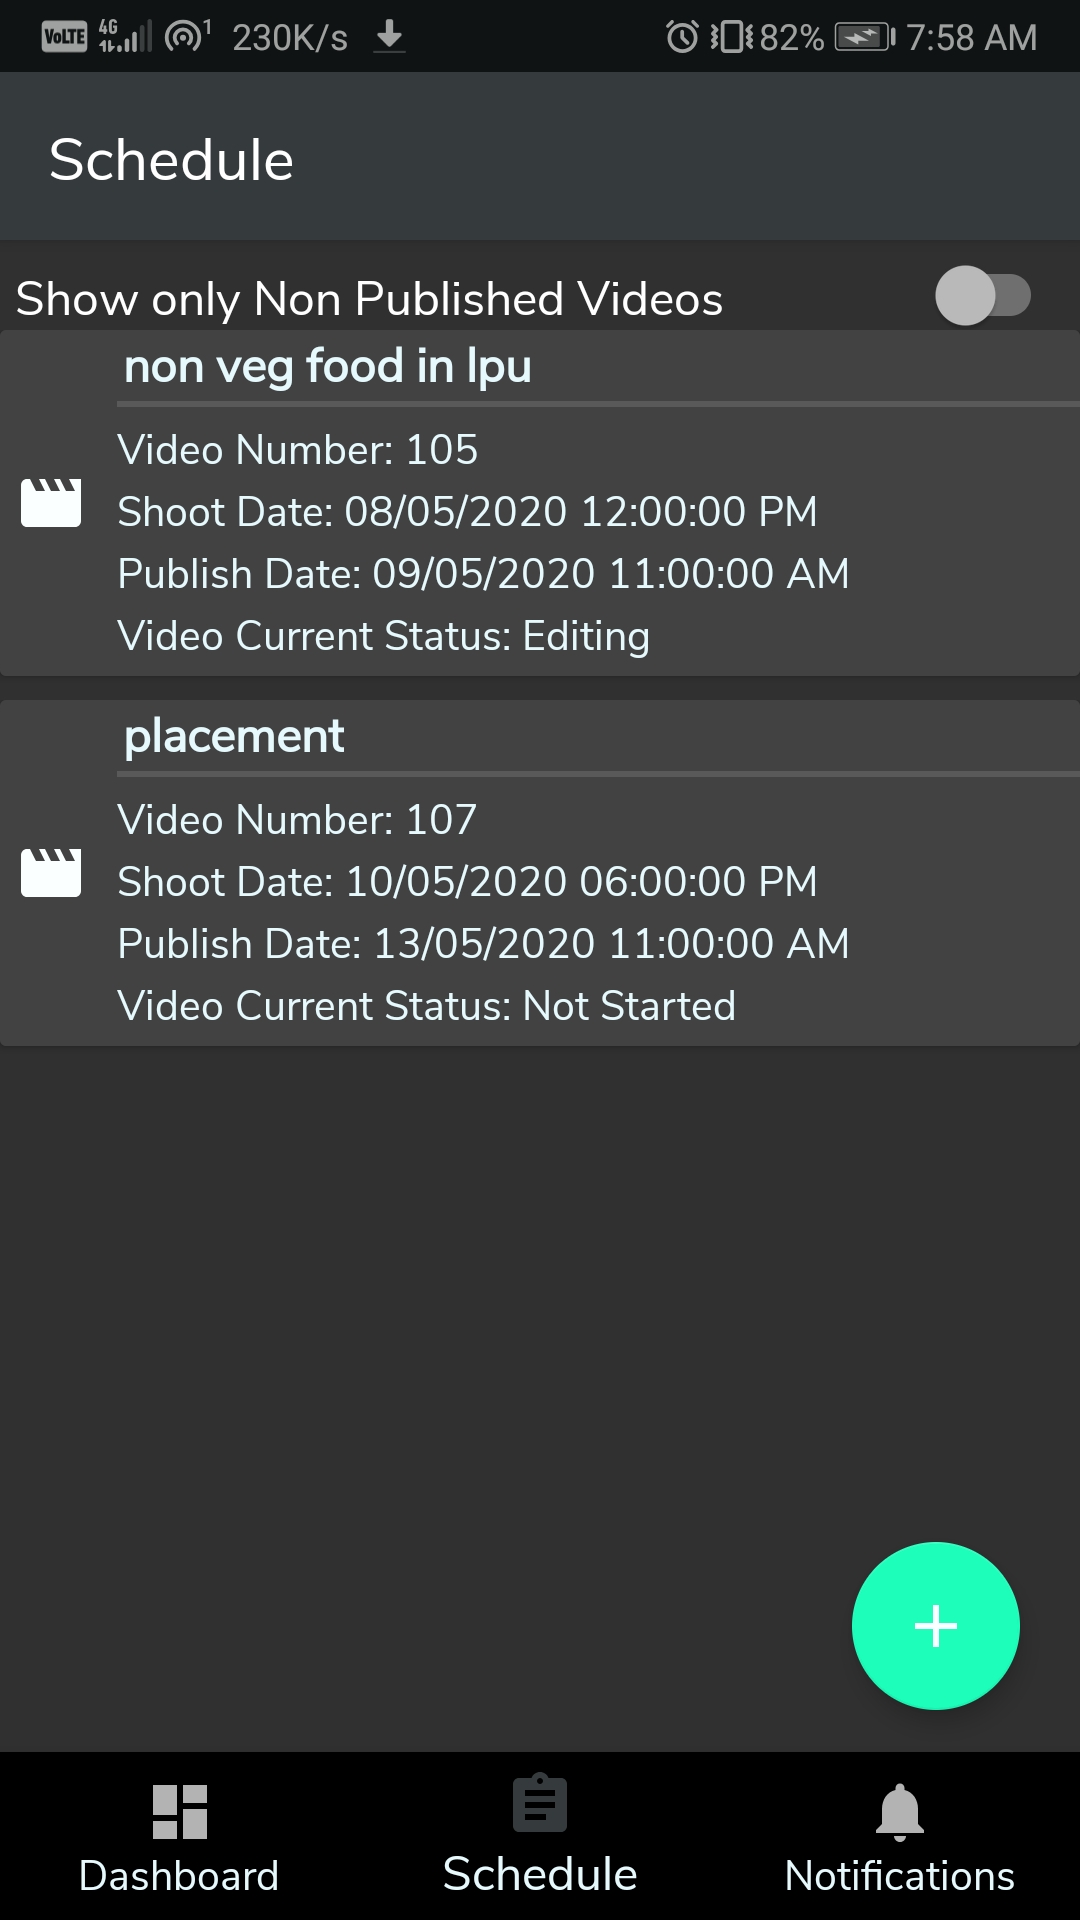 VoLTE 4G 1 230K/s 82% 7:58 AM
Schedule
Show only Non Published Videos
non veg food in lpu
Video Number: 105
Shoot Date: 08/05/2020 12:00:00 PM
Publish Date: 09/05/2020 11:00:00 AM
Video Current Status: Editing
placement
Video Number: 107
Shoot Date: 10/05/2020 06:00:00 PM
Publish Date: 13/05/2020 11:00:00 AM
Video Current Status: Not Started
Dashboard Schedule Notifications